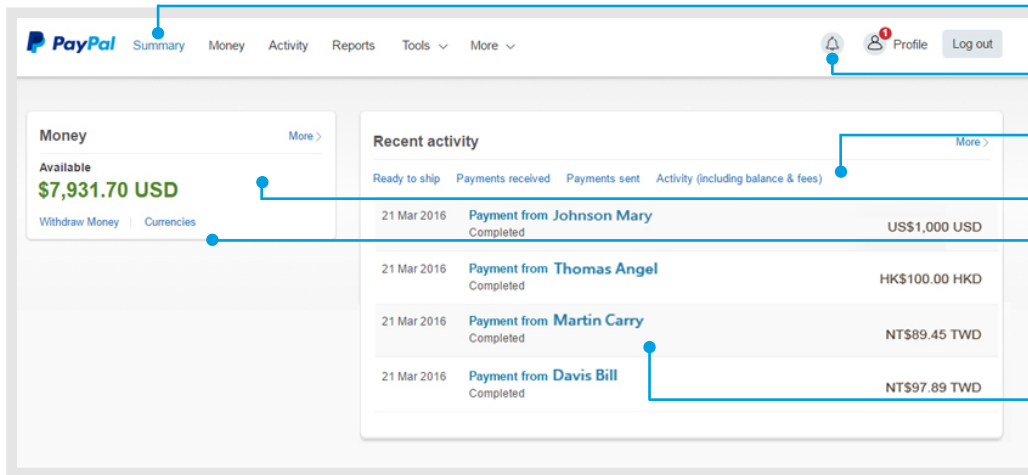 PayPal Summary Money Activity Reports Tools More 1 Profile Log out
Money More >
Available
$7,931.70 USD
Withdraw Money | Currencies
Recent activity More >
Ready to ship Payments received Payments sent Activity (including balance & fees)
21 Mar 2016 Payment from Johnson Mary
Completed
US$1,000 USD
21 Mar 2016 Payment from Thomas Angel
Completed
HK$100.00 HKD
21 Mar 2016 Payment from Martin Carry
Completed
NT$89.45 TWD
21 Mar 2016 Payment from Davis Bill
Completed
NT$97.89 TWD